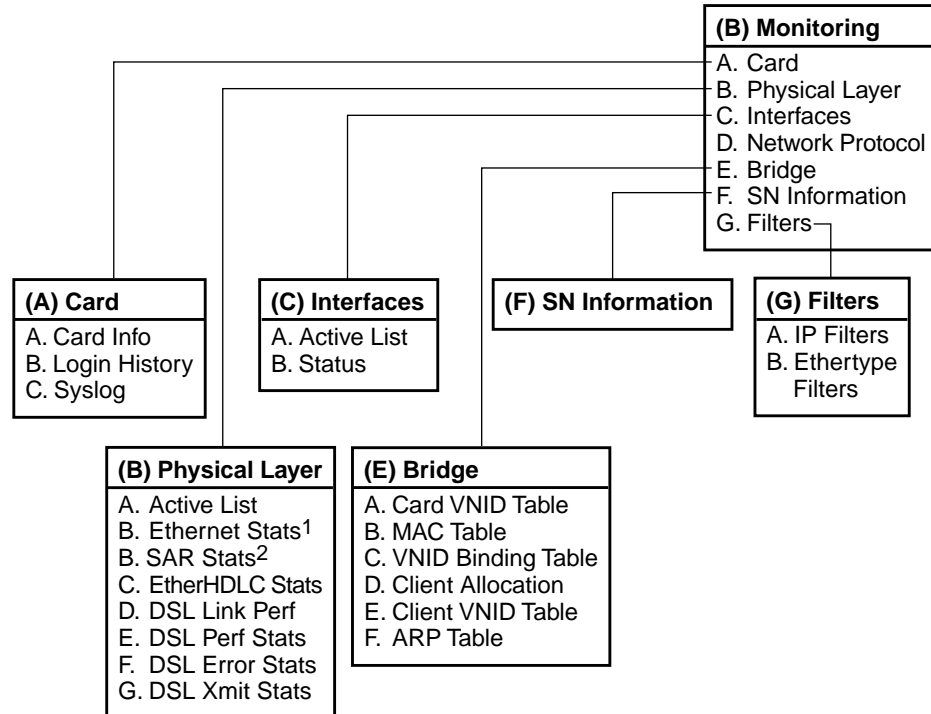 (B) Monitoring
A. Card
B. Physical Layer
C. Interfaces
D. Network Protocol
E. Bridge
F. SN Information
G. Filters
(A) Card
A. Card Info
B. Login History
C. Syslog
(C) Interfaces
A. Active List
B. Status
(F) SN Information
(G) Filters
A. IP Filters
B. Ethertype
Filters
(B) Physical Layer
A. Active List
B. Ethernet Stats1
B. SAR Stats2
C. EtherHDLC Stats
D. DSL Link Perf
E. DSL Perf Stats
F. DSL Error Stats
G. DSL Xmit Stats
(E) Bridge
A. Card VNID Table
B. MAC Table
C. VNID Binding Table
D. Client Allocation
E. Client VNID Table
F. ARP Table